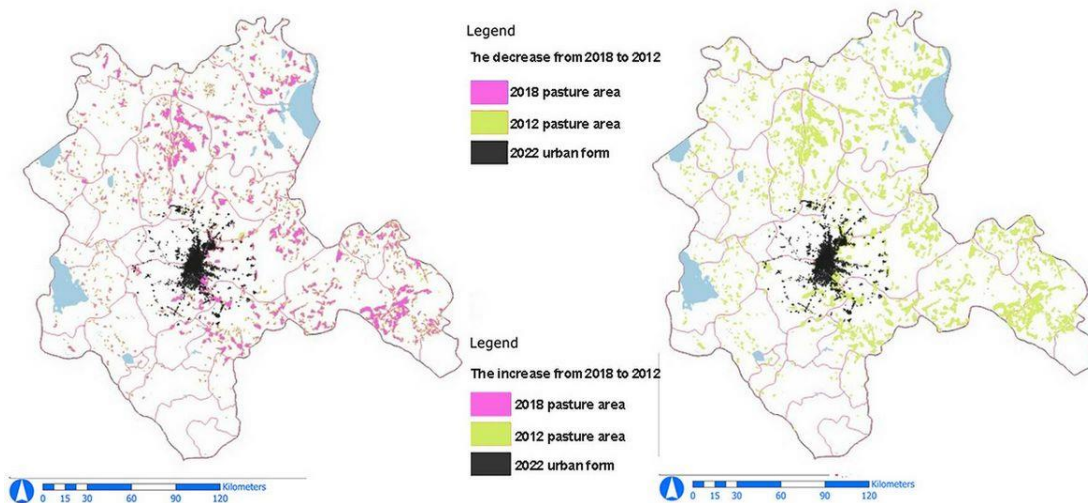 Legend
The decrease from 2018 to 2012
2018 pasture area
2012 pasture area
2022 urban form
Legend
The increase from 2018 to 2012
2018 pasture area
2012 pasture area
2022 urban form
Kilometers
0 15 30 60 90 120
Kilometers
0 15 30 60 90 120